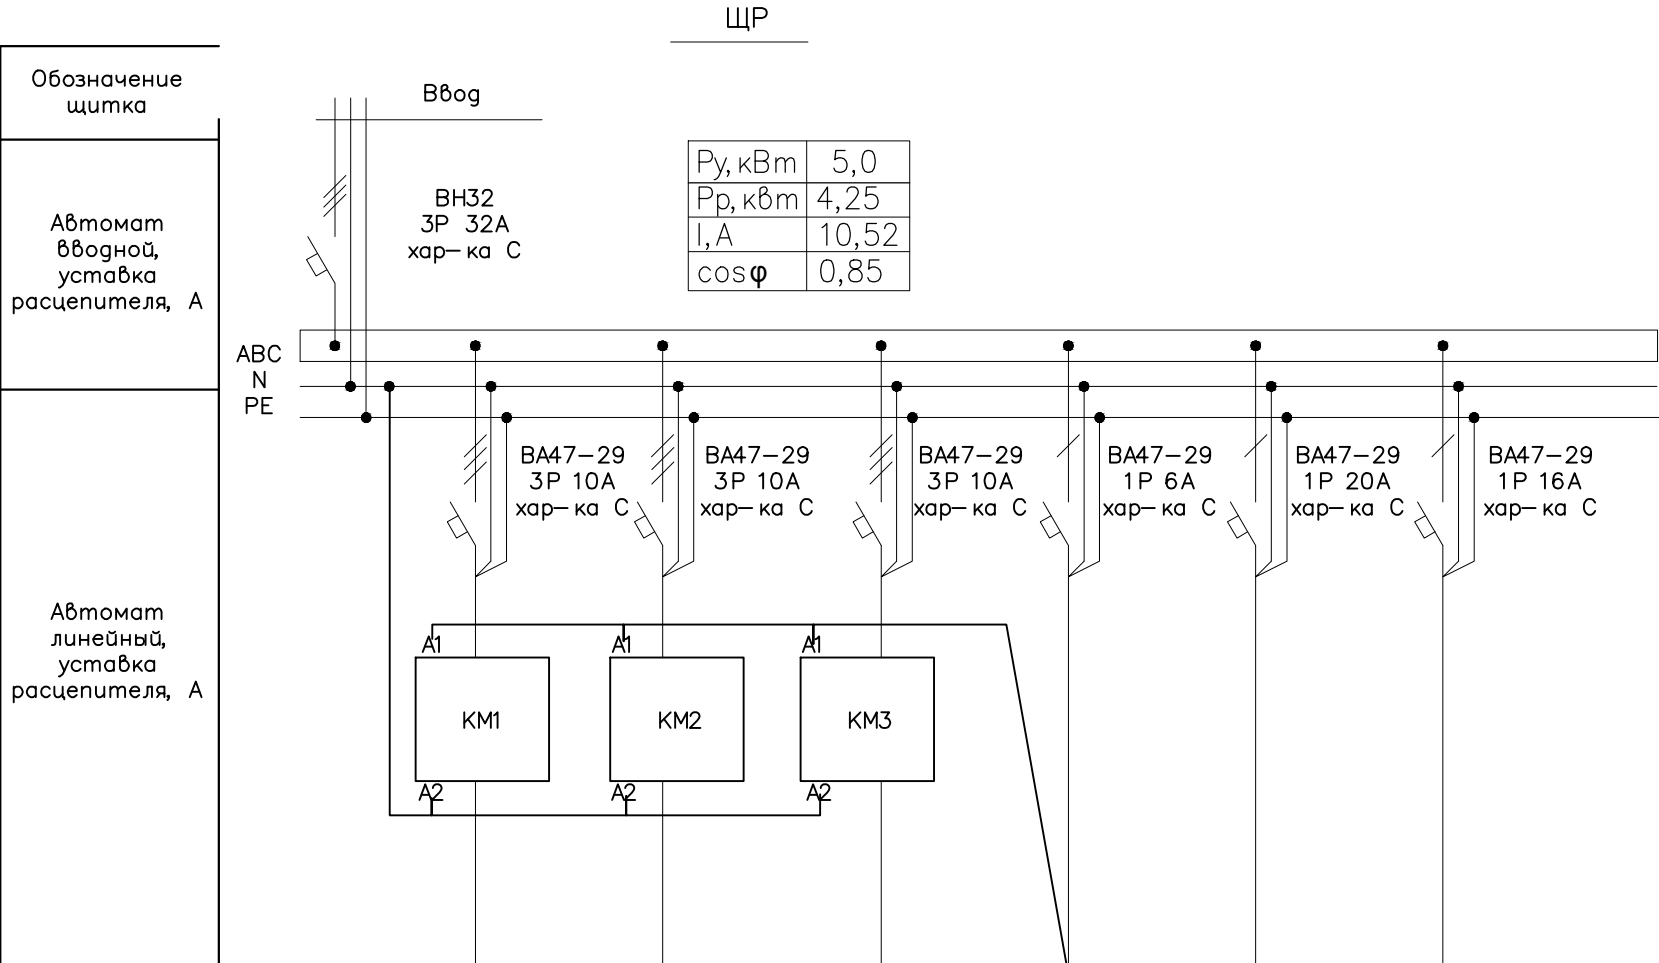 ЩР
Обозначение
щитка
Ввод
Автомат
вводной,
уставка
расцепителя, А
ВН32
3Р 32А
хар-ка С
Ру, кВт 5,0
Рр, квт 4,25
I, А 10,52
cosφ 0,85
АВС
N
РЕ
ВА47-29
3Р 10А
хар-ка С
ВА47-29
3Р 10А
хар-ка С
ВА47-29
3Р 10А
хар-ка С
ВА47-29
1Р 6А
хар-ка С
ВА47-29
1Р 20А
хар-ка С
ВА47-29
1Р 16А
хар-ка С
Автомат
линейный,
уставка
расцепителя, А
А1 А1 А1
КМ1 КМ2 КМ3
А2 А2 А2